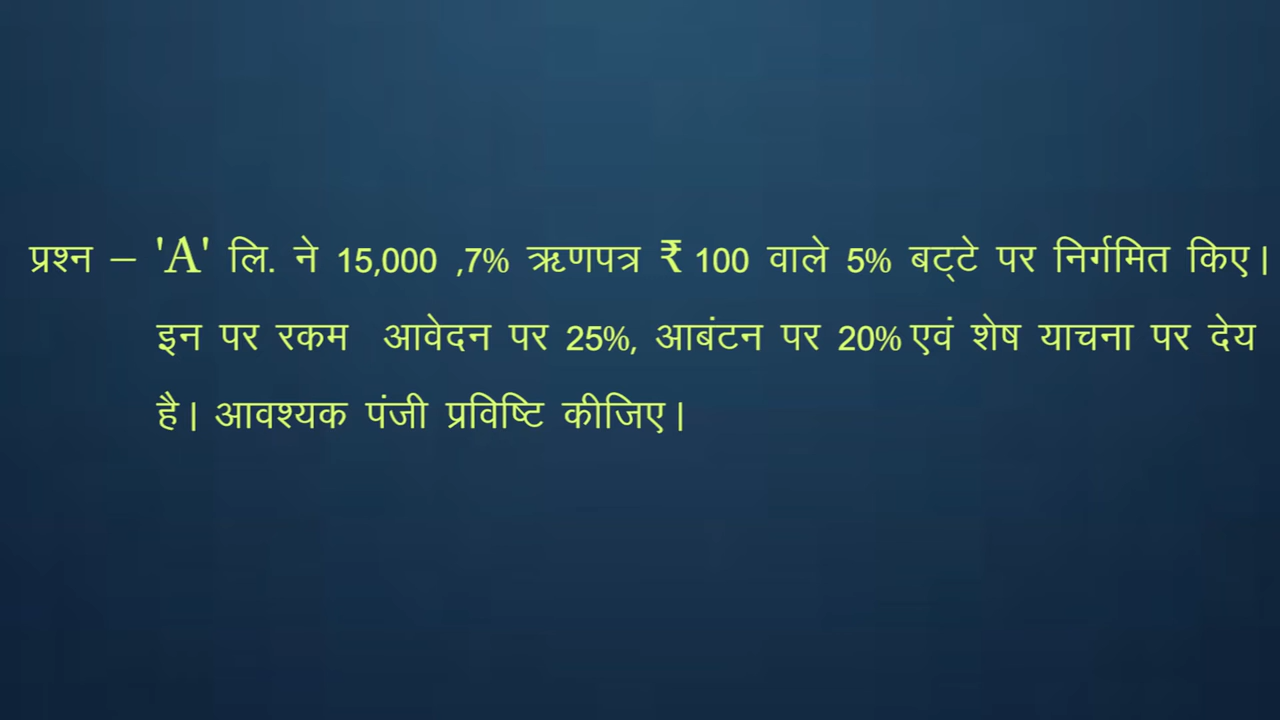 प्रश्न – 'A' लि. ने 15,000 ,7% ऋणपत्र ₹ 100 वाले 5% बट्‌टे पर निर्गमित किए।
इन पर रकम आवेदन पर 25%, आबंटन पर 20% एवं शेष याचना पर देय
है। आवश्यक पंजी प्रविष्टि कीजिए।